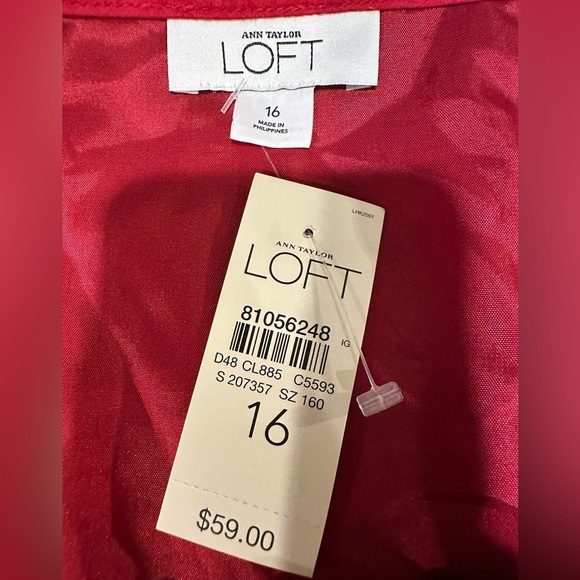 ANN TAYLOR
LOFT
16
MADE IN
PHILIPPINES
LHK2001
ANN TAYLOR
LOFT
81056248
IG
D48 CL885 C5593
S 207357 SZ 160
16
$59.00